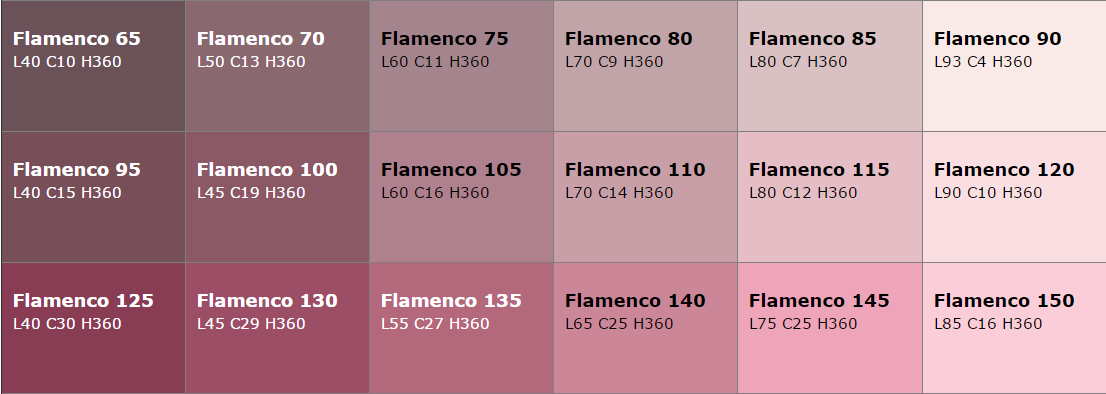 Flamenco 65
L40 C10 H360
Flamenco 70
L50 C13 H360
Flamenco 75
L60 C11 H360
Flamenco 80
L70 C9 H360
Flamenco 85
L80 C7 H360
Flamenco 90
L93 C4 H360
Flamenco 95
L40 C15 H360
Flamenco 100
L45 C19 H360
Flamenco 105
L60 C16 H360
Flamenco 110
L70 C14 H360
Flamenco 115
L80 C12 H360
Flamenco 120
L90 C10 H360
Flamenco 125
L40 C30 H360
Flamenco 130
L45 C29 H360
Flamenco 135
L55 C27 H360
Flamenco 140
L65 C25 H360
Flamenco 145
L75 C25 H360
Flamenco 150
L85 C16 H360